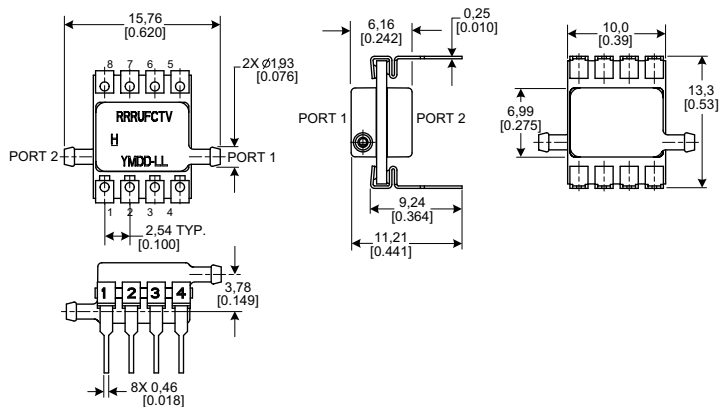 15,76
[0.620]
8 7 6 5
2X Ø1,93
[0.076]
RRRUFCTV
H
YMDD-LL
PORT 2
PORT 1
1 2 3 4
2,54 TYP.
[0.100]
6,16
[0.242]
0,25
[0.010]
PORT 1
PORT 2
9,24
[0.364]
11,21
[0.441]
10,0
[0.39]
6,99
[0.275]
13,3
[0.53]
1 2 3 4
3,78
[0.149]
8X 0,46
[0.018]